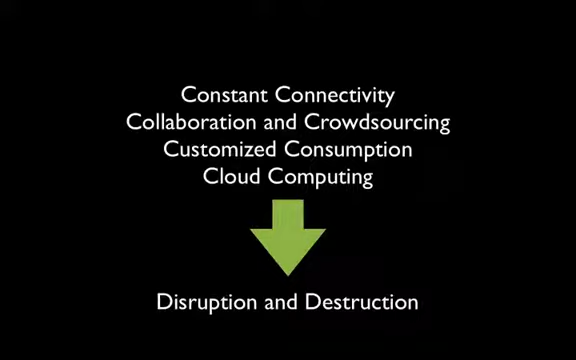 Constant Connectivity
Collaboration and Crowdsourcing
Customized Consumption
Cloud Computing
Disruption and Destruction